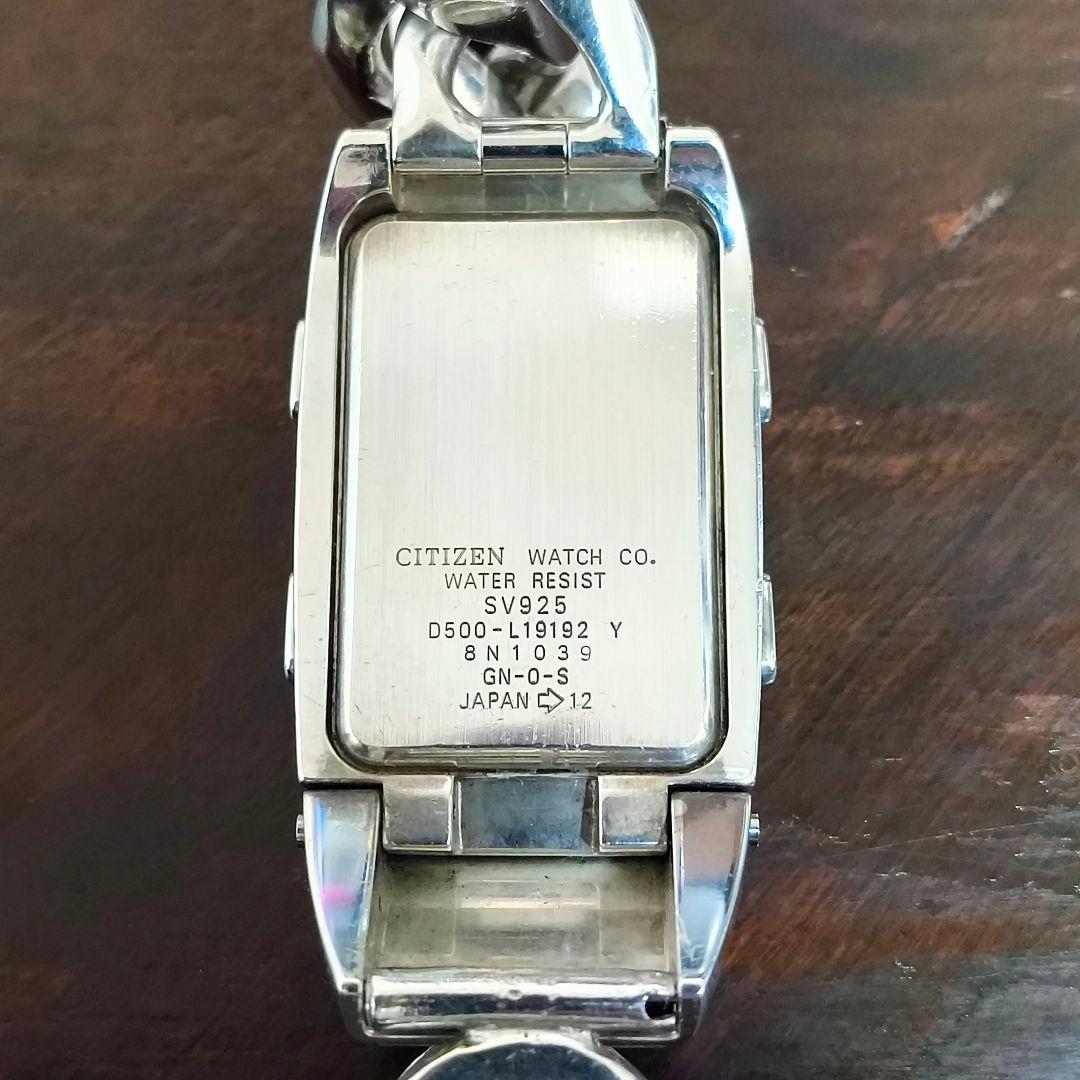 CITIZEN WATCH CO.
WATER RESIST
SV925
D500-L19192 Y
8N1039
GN-0-S
JAPAN ⇨12